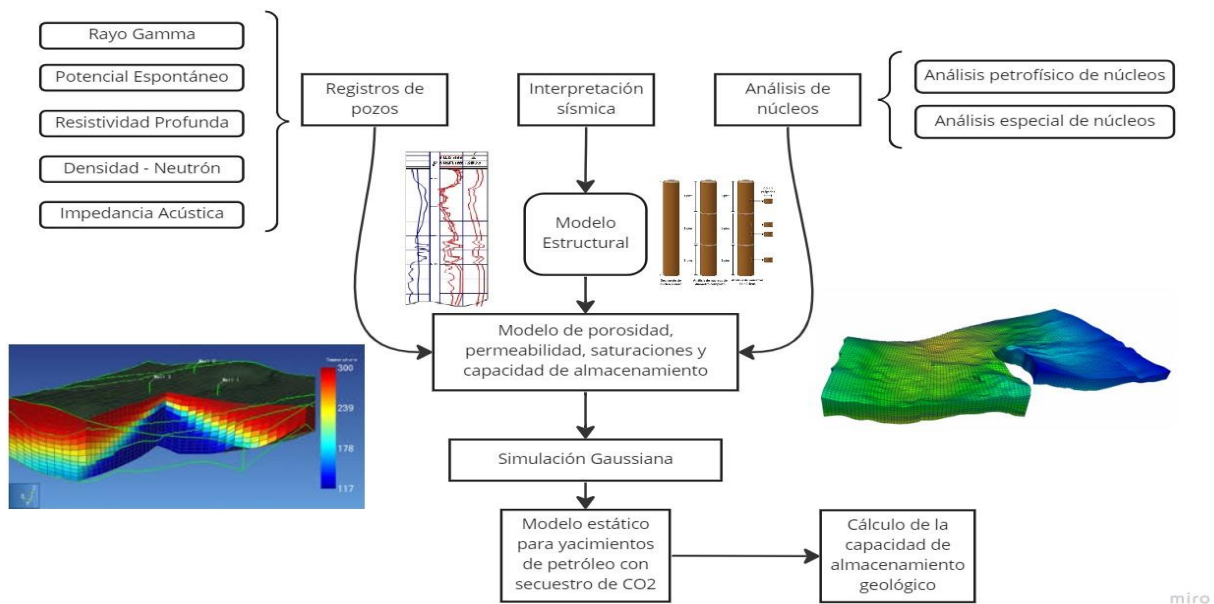 Rayo Gamma
Potencial Espontáneo
Resistividad Profunda
Densidad - Neutrón
Impedancia Acústica
Registros de
pozos
Interpretación
sísmica
Análisis de
núcleos
Análisis petrofísico de núcleos
Análisis especial de núcleos
Modelo
Estructural
Modelo de porosidad,
permeabilidad, saturaciones y
capacidad de almacenamiento
300
239
178
117
Simulación Gaussiana
Modelo estático
para yacimientos
de petróleo con
secuestro de CO2
Cálculo de la
capacidad de
almacenamiento
geológico
miro